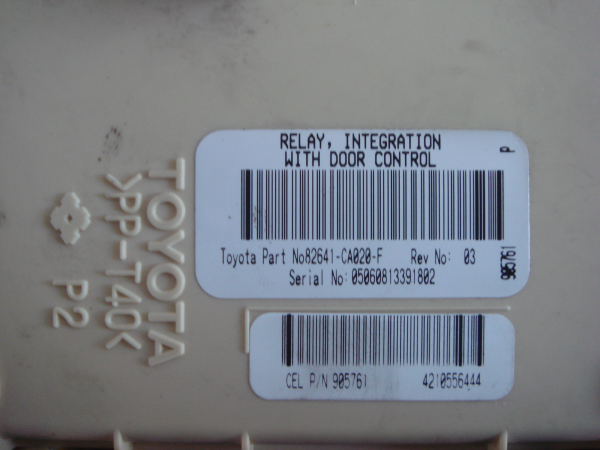 RELAY, INTEGRATION
WITH DOOR CONTROL
P
Toyota Part No82641-CA020-F Rev No: 03
Serial No: 05060813391802
905761
CEL P/N 905761 4210556444
TOYOTA
>PP-T40<
P2